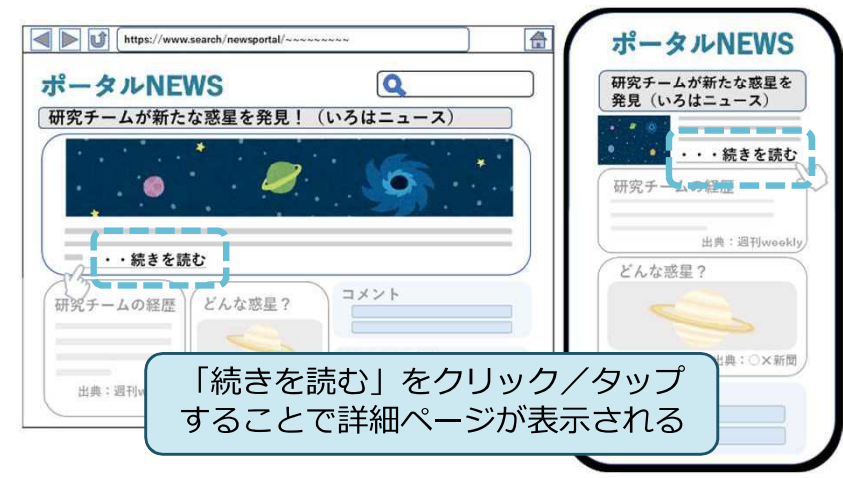 https://www.search/newsportal/~~~~~~~~~
ポータルNEWS
研究チームが新たな惑星を発見！（いろはニュース）
・・続きを読む
研究チームの経歴
出典：週刊w
どんな惑星？
コメント
ポータルNEWS
研究チームが新たな惑星を
発見（いろはニュース）
・・・続きを読む
研究チームの経歴
出典：週刊weekly
どんな惑星？
出典：○×新聞
「続きを読む」をクリック／タップ
することで詳細ページが表示される